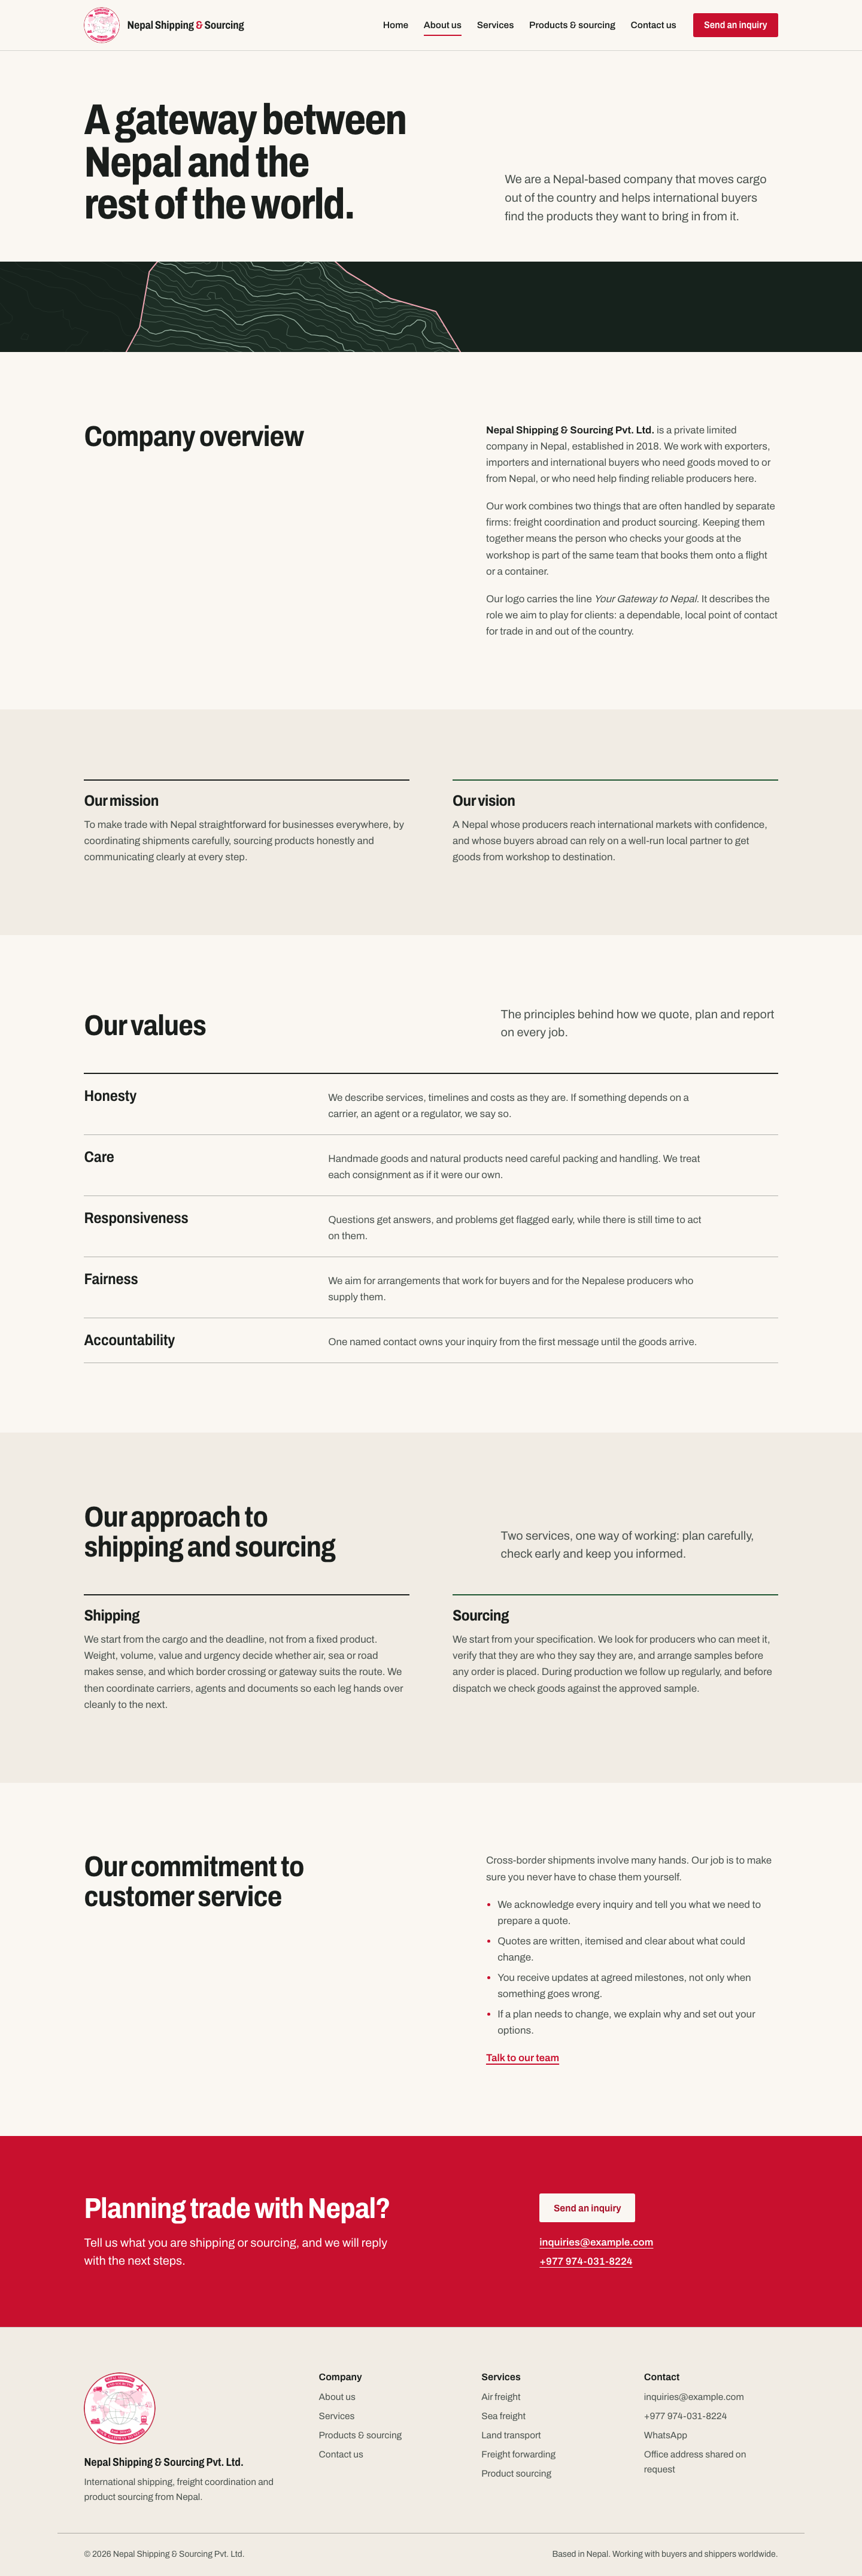 Nepal Shipping & Sourcing
Home
About us
Services
Products & sourcing
Contact us
Send an inquiry
A gateway between
Nepal and the
rest of the world.
We are a Nepal-based company that moves cargo
out of the country and helps international buyers
find the products they want to bring in from it.
Company overview
Nepal Shipping & Sourcing Pvt. Ltd. is a private limited
company in Nepal, established in 2018. We work with exporters,
importers and international buyers who need goods moved to or
from Nepal, or who need help finding reliable producers here.
Our work combines two things that are often handled by separate
firms: freight coordination and product sourcing. Keeping them
together means the person who checks your goods at the
workshop is part of the same team that books them onto a flight
or a container.
Our logo carries the line Your Gateway to Nepal. It describes the
role we aim to play for clients: a dependable, local point of contact
for trade in and out of the country.
Our mission
To make trade with Nepal straightforward for businesses everywhere, by
coordinating shipments carefully, sourcing products honestly and
communicating clearly at every step.
Our vision
A Nepal whose producers reach international markets with confidence,
and whose buyers abroad can rely on a well-run local partner to get
goods from workshop to destination.
Our values
The principles behind how we quote, plan and report
on every job.
Honesty
We describe services, timelines and costs as they are. If something depends on a
carrier, an agent or a regulator, we say so.
Care
Handmade goods and natural products need careful packing and handling. We treat
each consignment as if it were our own.
Responsiveness
Questions get answers, and problems get flagged early, while there is still time to act
on them.
Fairness
We aim for arrangements that work for buyers and for the Nepalese producers who
supply them.
Accountability
One named contact owns your inquiry from the first message until the goods arrive.
Our approach to
shipping and sourcing
Two services, one way of working: plan carefully,
check early and keep you informed.
Shipping
We start from the cargo and the deadline, not from a fixed product.
Weight, volume, value and urgency decide whether air, sea or road
makes sense, and which border crossing or gateway suits the route. We
then coordinate carriers, agents and documents so each leg hands over
cleanly to the next.
Sourcing
We start from your specification. We look for producers who can meet it,
verify that they are who they say they are, and arrange samples before
any order is placed. During production we follow up regularly, and before
dispatch we check goods against the approved sample.
Our commitment to
customer service
Cross-border shipments involve many hands. Our job is to make
sure you never have to chase them yourself.
• We acknowledge every inquiry and tell you what we need to
prepare a quote.
• Quotes are written, itemised and clear about what could
change.
• You receive updates at agreed milestones, not only when
something goes wrong.
• If a plan needs to change, we explain why and set out your
options.
Talk to our team
Planning trade with Nepal?
Tell us what you are shipping or sourcing, and we will reply
with the next steps.
Send an inquiry
inquiries@example.com
+977 974-031-8224
Nepal Shipping & Sourcing Pvt. Ltd.
International shipping, freight coordination and
product sourcing from Nepal.
Company
About us
Services
Products & sourcing
Contact us
Services
Air freight
Sea freight
Land transport
Freight forwarding
Product sourcing
Contact
inquiries@example.com
+977 974-031-8224
WhatsApp
Office address shared on
request
© 2026 Nepal Shipping & Sourcing Pvt. Ltd.
Based in Nepal. Working with buyers and shippers worldwide.